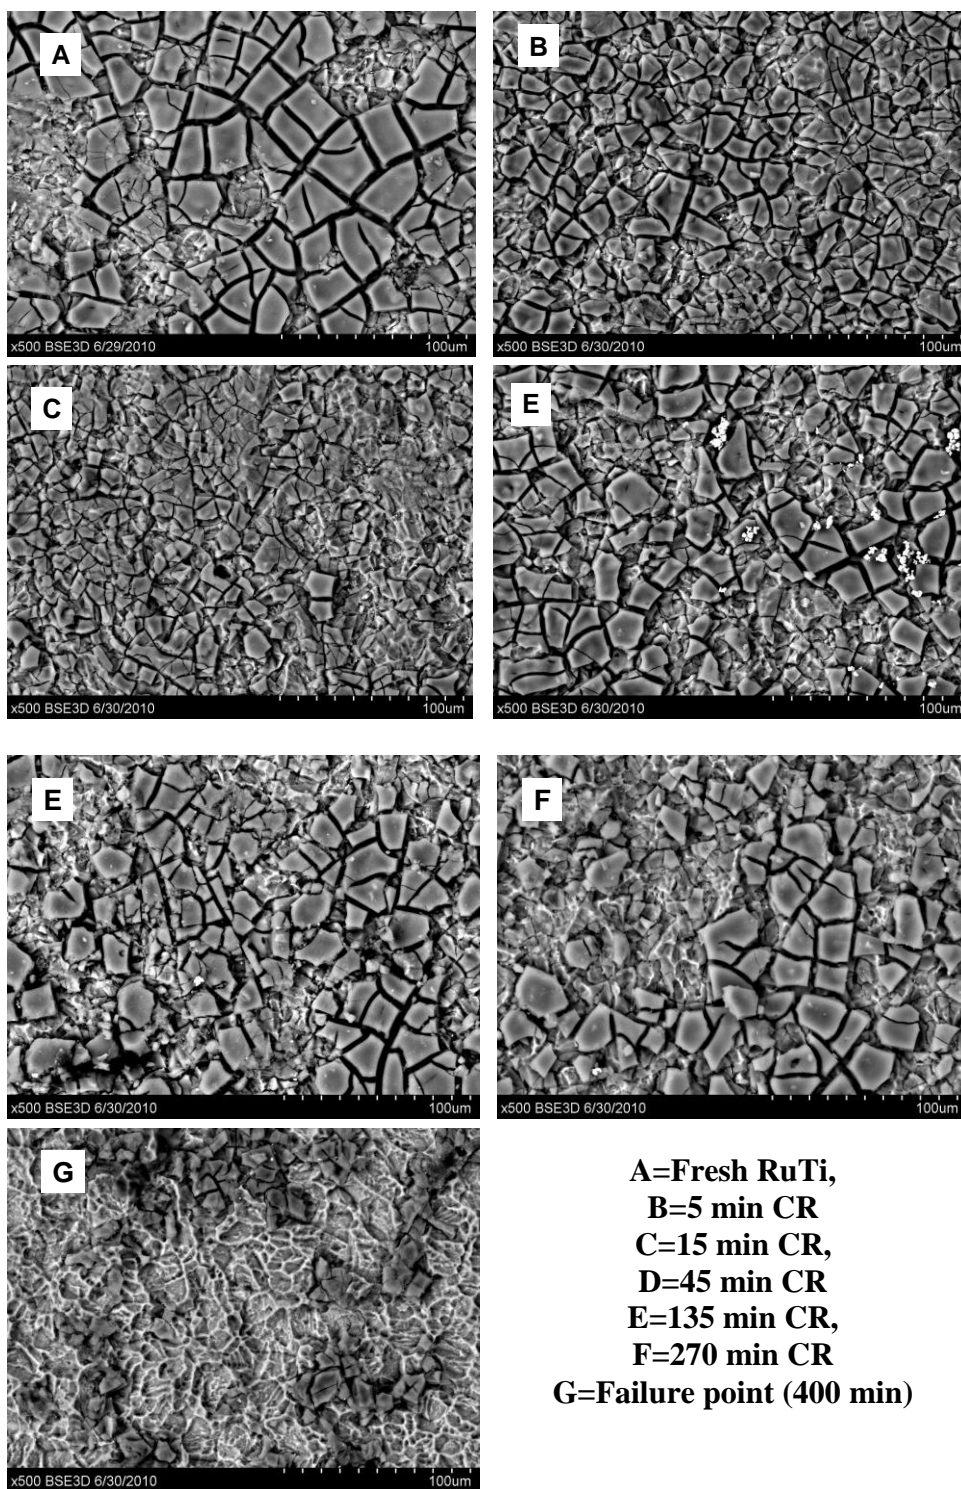 A
B
x500 BSE3D 6/29/2010 100um
x500 BSE3D 6/30/2010 100um
C
E
x500 BSE3D 6/30/2010 100um
x500 BSE3D 6/30/2010 100um
E
F
x500 BSE3D 6/30/2010 100um
x500 BSE3D 6/30/2010 100um
G
A=Fresh RuTi,
B=5 min CR
C=15 min CR,
D=45 min CR
E=135 min CR,
F=270 min CR
G=Failure point (400 min)
x500 BSE3D 6/30/2010 100um